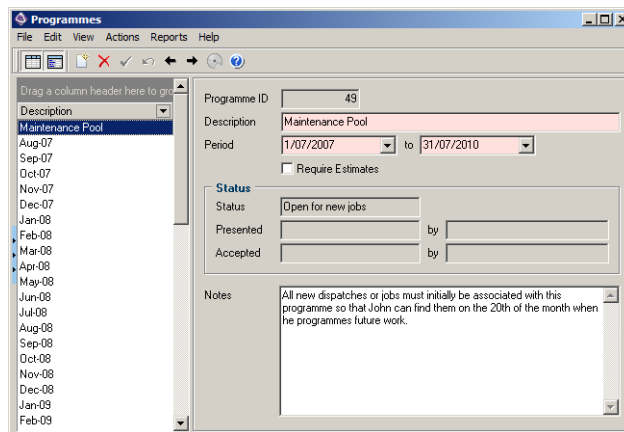 Programmes
File Edit View Actions Reports Help
Drag a column header here to gro
Description
Maintenance Pool
Aug-07
Sep-07
Oct-07
Nov-07
Dec-07
Jan-08
Feb-08
Mar-08
Apr-08
May-08
Jun-08
Jul-08
Aug-08
Sep-08
Oct-08
Nov-08
Dec-08
Jan-09
Feb-09
Programme ID 49
Description Maintenance Pool
Period 1/07/2007 to 31/07/2010
Require Estimates
Status
Status Open for new jobs
Presented by
Accepted by
Notes
All new dispatches or jobs must initially be associated with this
programme so that John can find them on the 20th of the month when
he programmes future work.